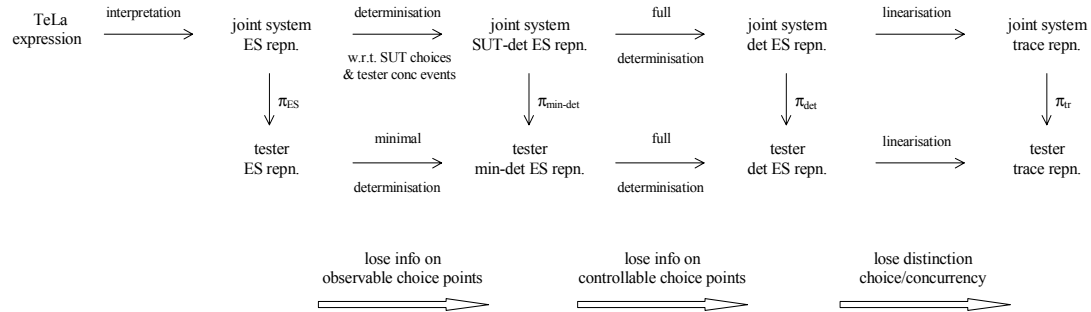 TeLa
expression
interpretation
joint system
ES repn.
determinisation
w.r.t. SUT choices
& tester conc events
joint system
SUT-det ES repn.
full
determinisation
joint system
det ES repn.
linearisation
joint system
trace repn.
πES
πmin-det
πdet
πtr
tester
ES repn.
minimal
determinisation
tester
min-det ES repn.
full
determinisation
tester
det ES repn.
linearisation
tester
trace repn.
lose info on
observable choice points
lose info on
controllable choice points
lose distinction
choice/concurrency